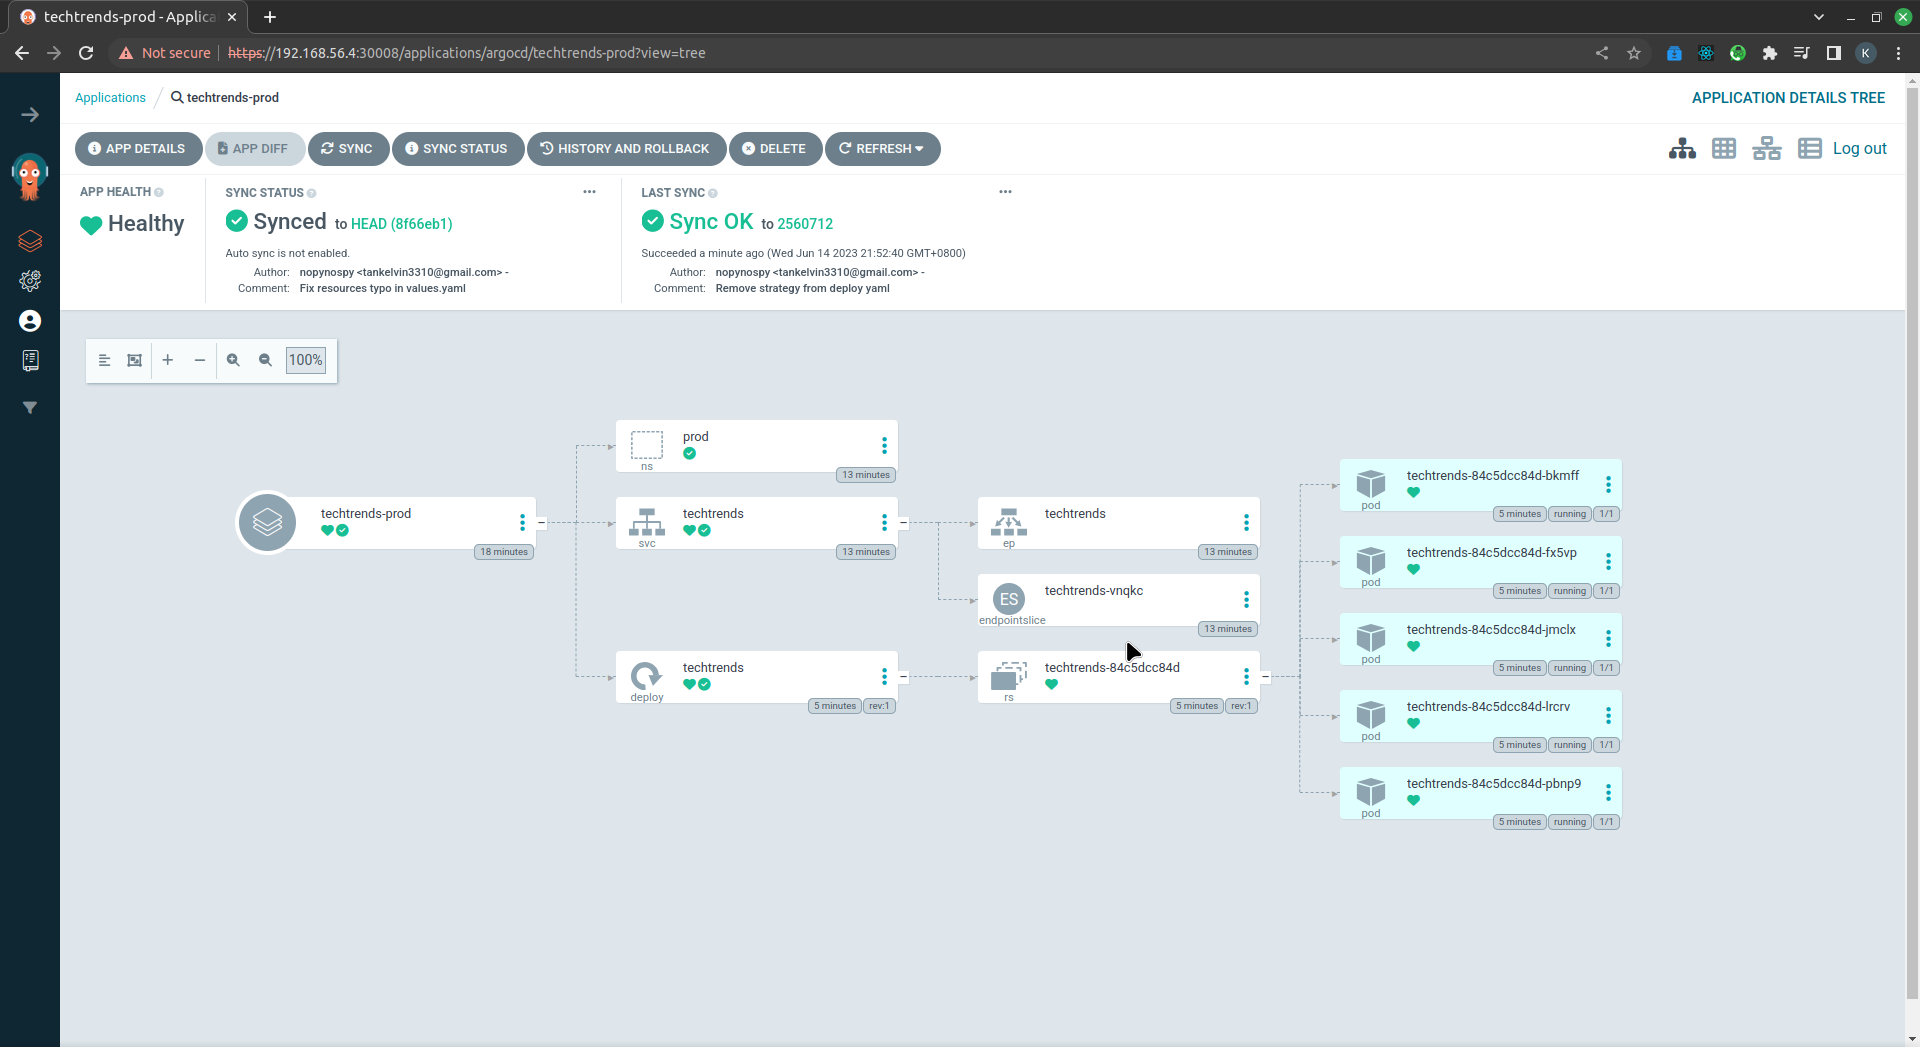 techtrends-prod - Applica
Not secure https://192.168.56.4:30008/applications/argocd/techtrends-prod?view=tree
K
Applications / techtrends-prod
APPLICATION DETAILS TREE
APP DETAILS APP DIFF SYNC SYNC STATUS HISTORY AND ROLLBACK DELETE REFRESH
Log out
APP HEALTH
Healthy
SYNC STATUS
Synced to HEAD (8f66eb1)
Auto sync is not enabled.
Author: nopynospy <tankelvin3310@gmail.com> -
Comment: Fix resources typo in values.yaml
LAST SYNC
Sync OK to 2560712
Succeeded a minute ago (Wed Jun 14 2023 21:52:40 GMT+0800)
Author: nopynospy <tankelvin3310@gmail.com> -
Comment: Remove strategy from deploy yaml
100%
techtrends-prod
18 minutes
prod
ns
13 minutes
techtrends
svc
13 minutes
techtrends
deploy
5 minutes rev:1
techtrends
ep
13 minutes
ES
techtrends-vnqkc
endpointslice
13 minutes
techtrends-84c5dcc84d
rs
5 minutes rev:1
techtrends-84c5dcc84d-bkmff
pod
5 minutes running 1/1
techtrends-84c5dcc84d-fx5vp
pod
5 minutes running 1/1
techtrends-84c5dcc84d-jmclx
pod
5 minutes running 1/1
techtrends-84c5dcc84d-lrcrv
pod
5 minutes running 1/1
techtrends-84c5dcc84d-pbnp9
pod
5 minutes running 1/1